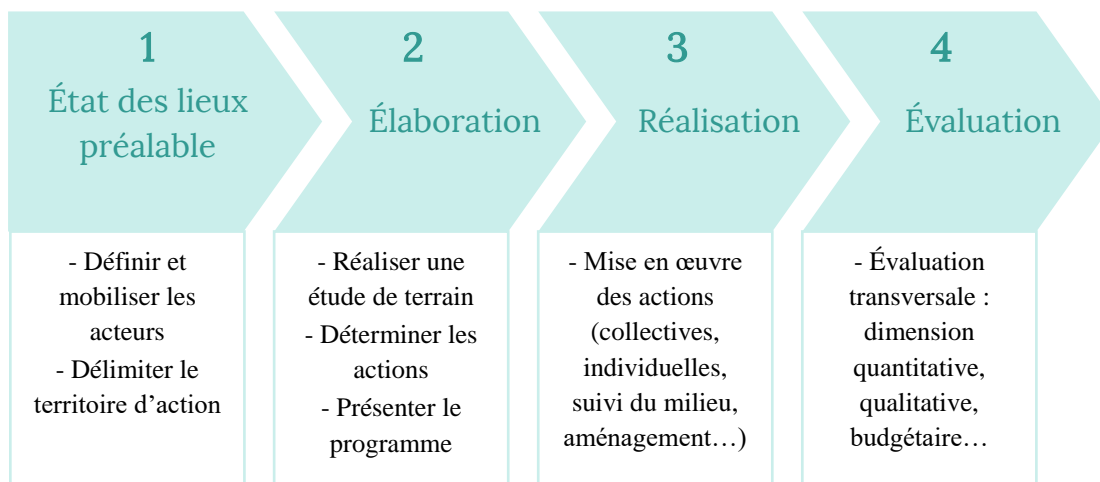 1
État des lieux
préalable
- Définir et
mobiliser les
acteurs
- Délimiter le
territoire d’action
2
Élaboration
- Réaliser une
étude de terrain
- Déterminer les
actions
- Présenter le
programme
3
Réalisation
- Mise en œuvre
des actions
(collectives,
individuelles,
suivi du milieu,
aménagement…)
4
Évaluation
- Évaluation
transversale :
dimension
quantitative,
qualitative,
budgétaire…